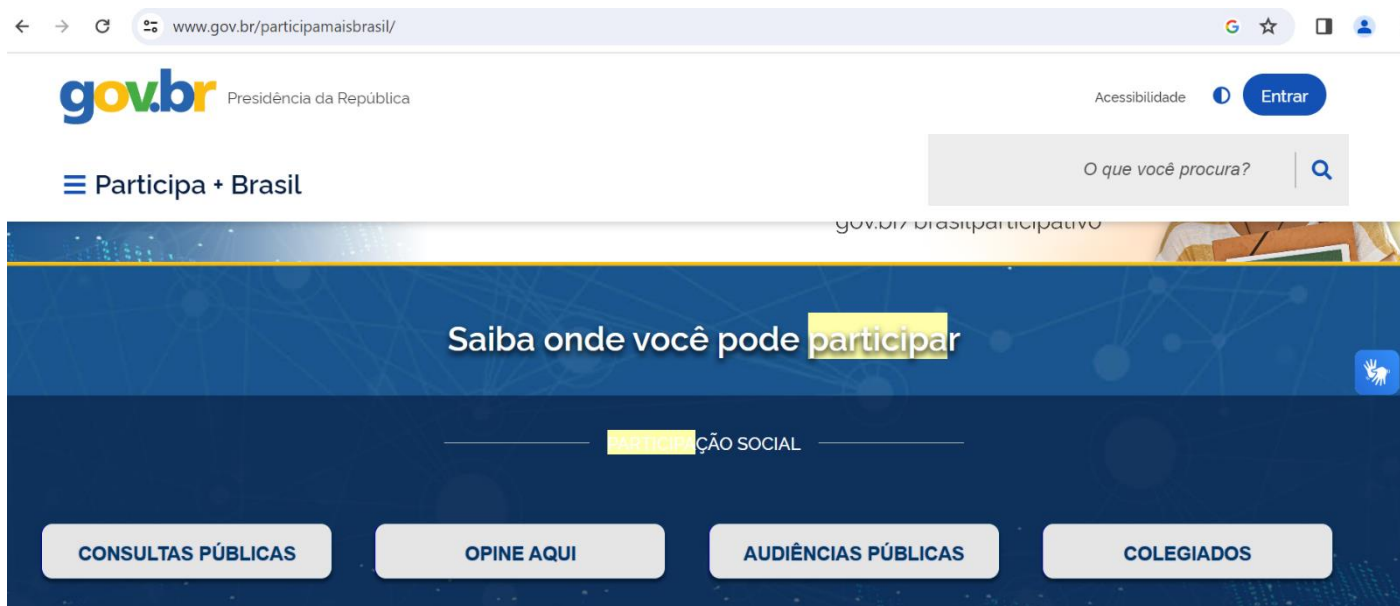 www.gov.br/participamaisbrasil/
gov.br Presidência da República
Acessibilidade
Entrar
O que você procura?
Participa + Brasil
gov.br/brasilparticipativo
Saiba onde você pode participar
PARTICIPAÇÃO SOCIAL
CONSULTAS PÚBLICAS
OPINE AQUI
AUDIÊNCIAS PÚBLICAS
COLEGIADOS